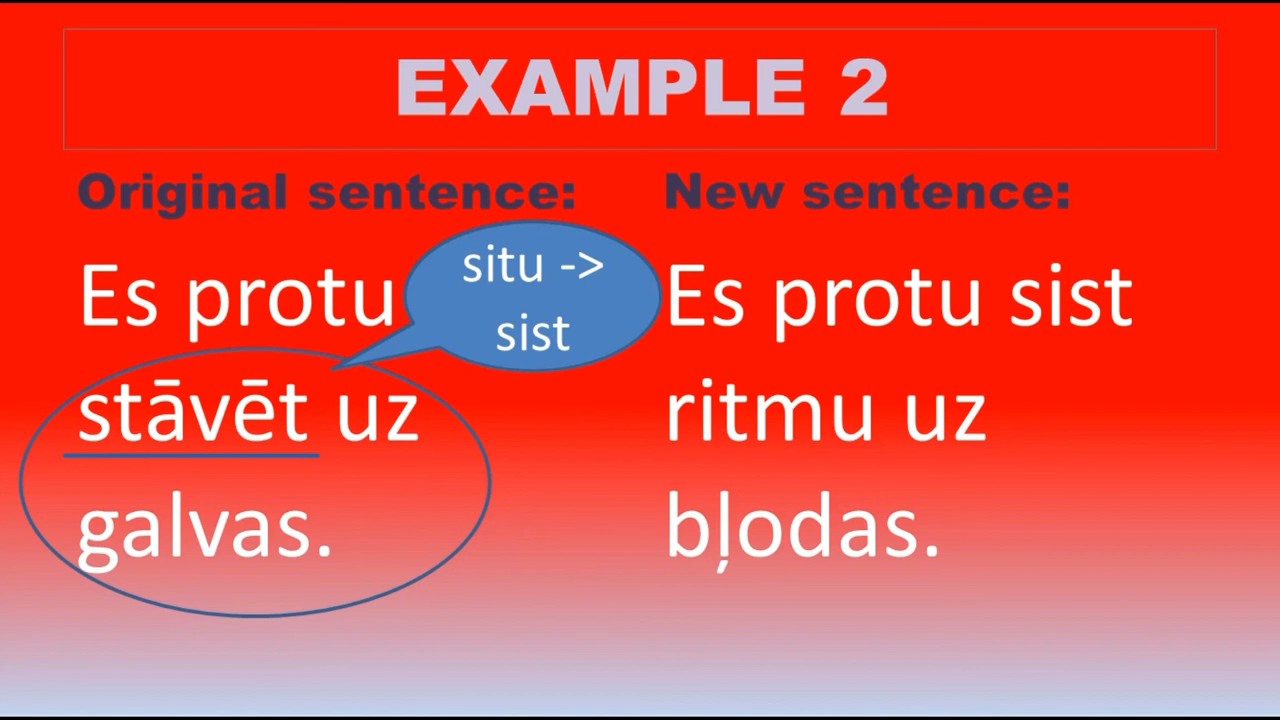 EXAMPLE 2
Original sentence:
Es protu
stāvēt uz
galvas.
situ ->
sist
New sentence:
Es protu sist
ritmu uz
bļodas.